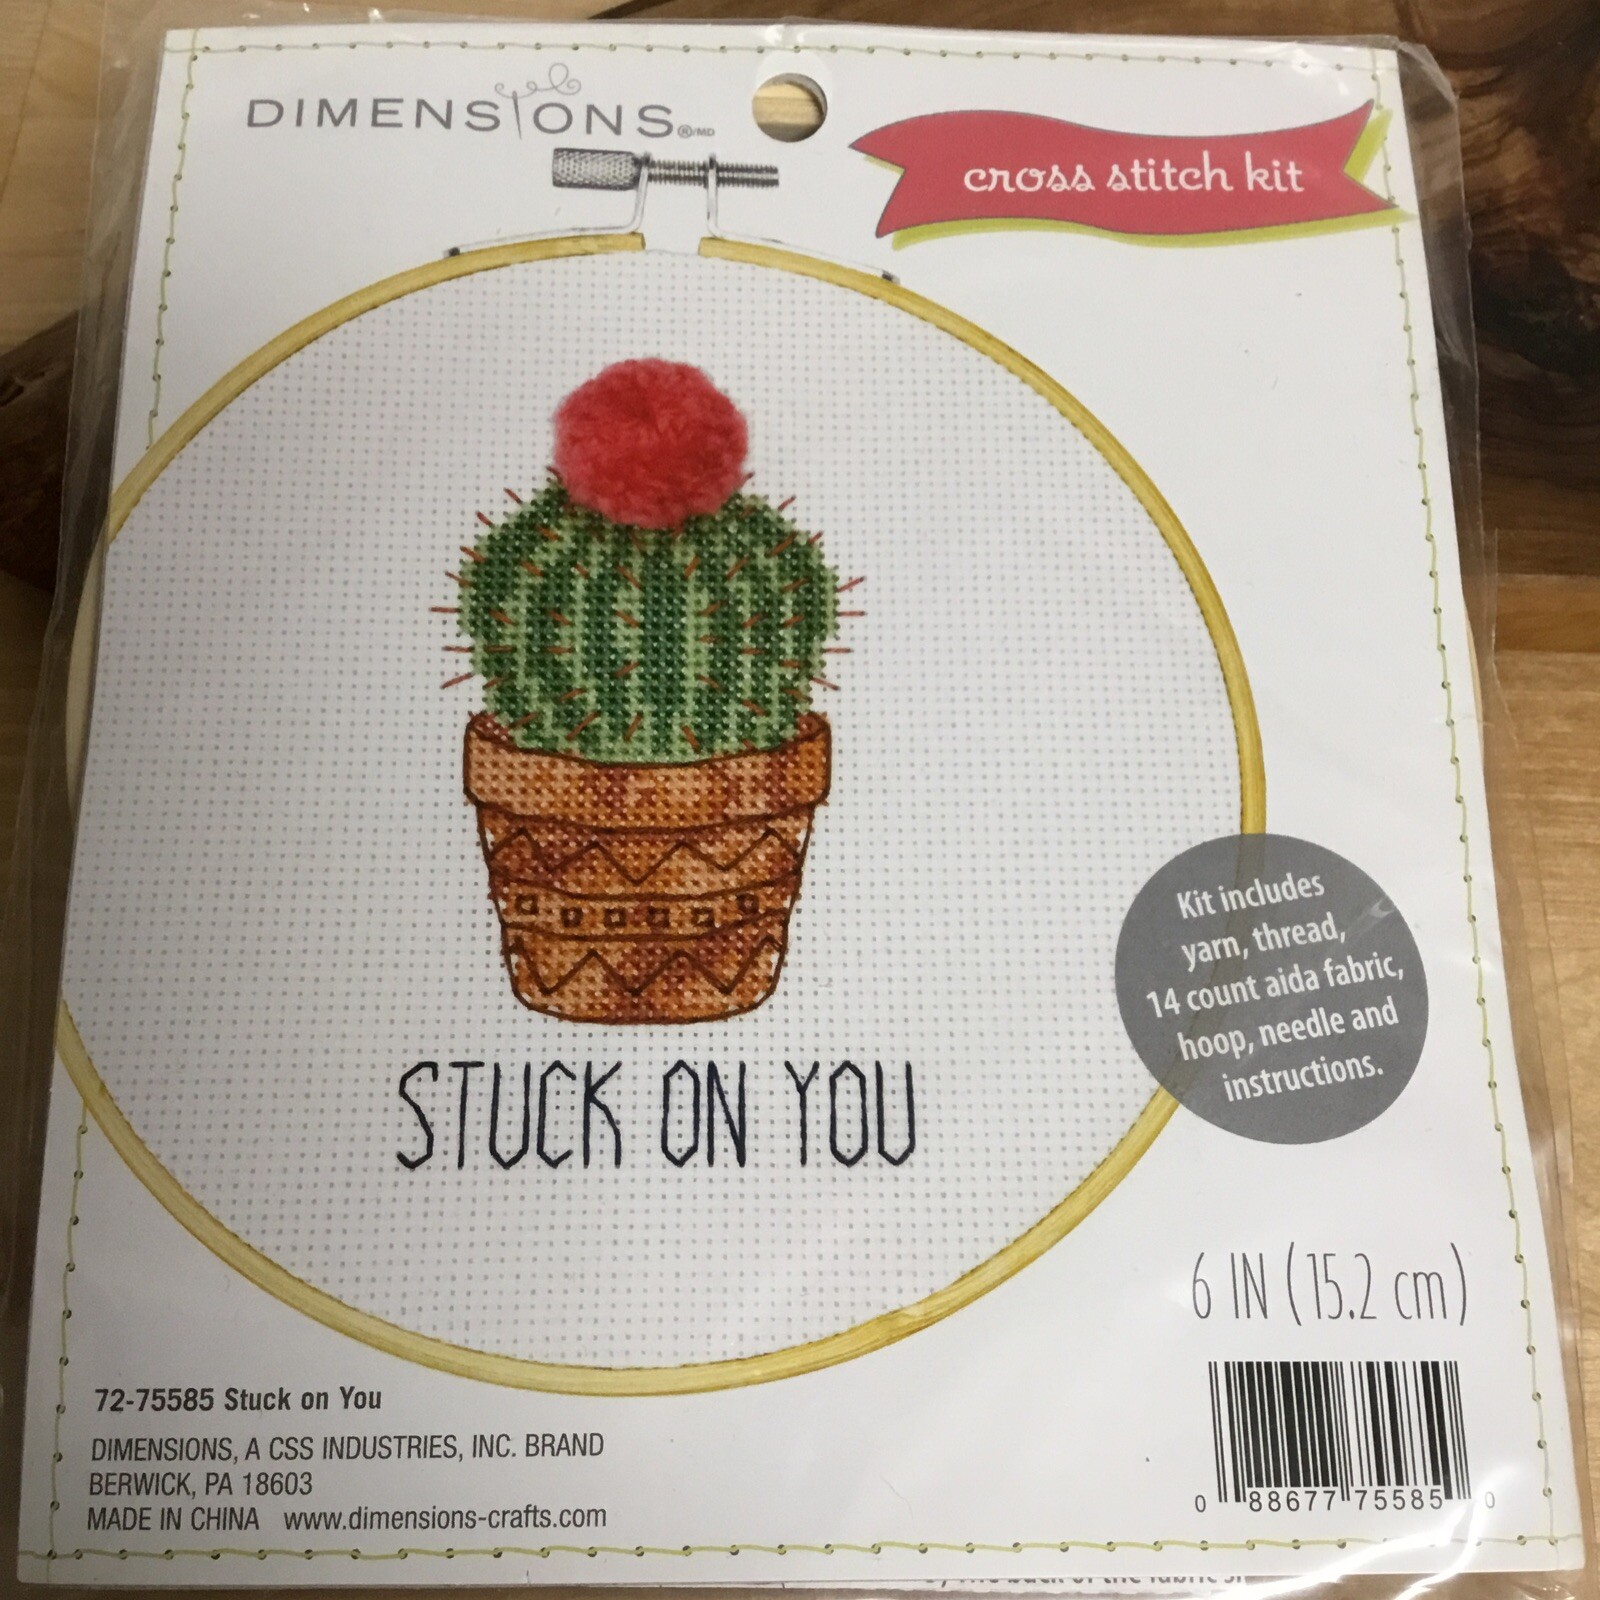 DIMENSIONS®/MD
cross stitch kit
STUCK ON YOU
Kit includes
yarn, thread,
14 count aida fabric,
hoop, needle and
instructions.
6 IN (15.2 cm)
72-75585 Stuck on You
DIMENSIONS, A CSS INDUSTRIES, INC. BRAND
BERWICK, PA 18603
MADE IN CHINA www.dimensions-crafts.com
0 88677 75585 0